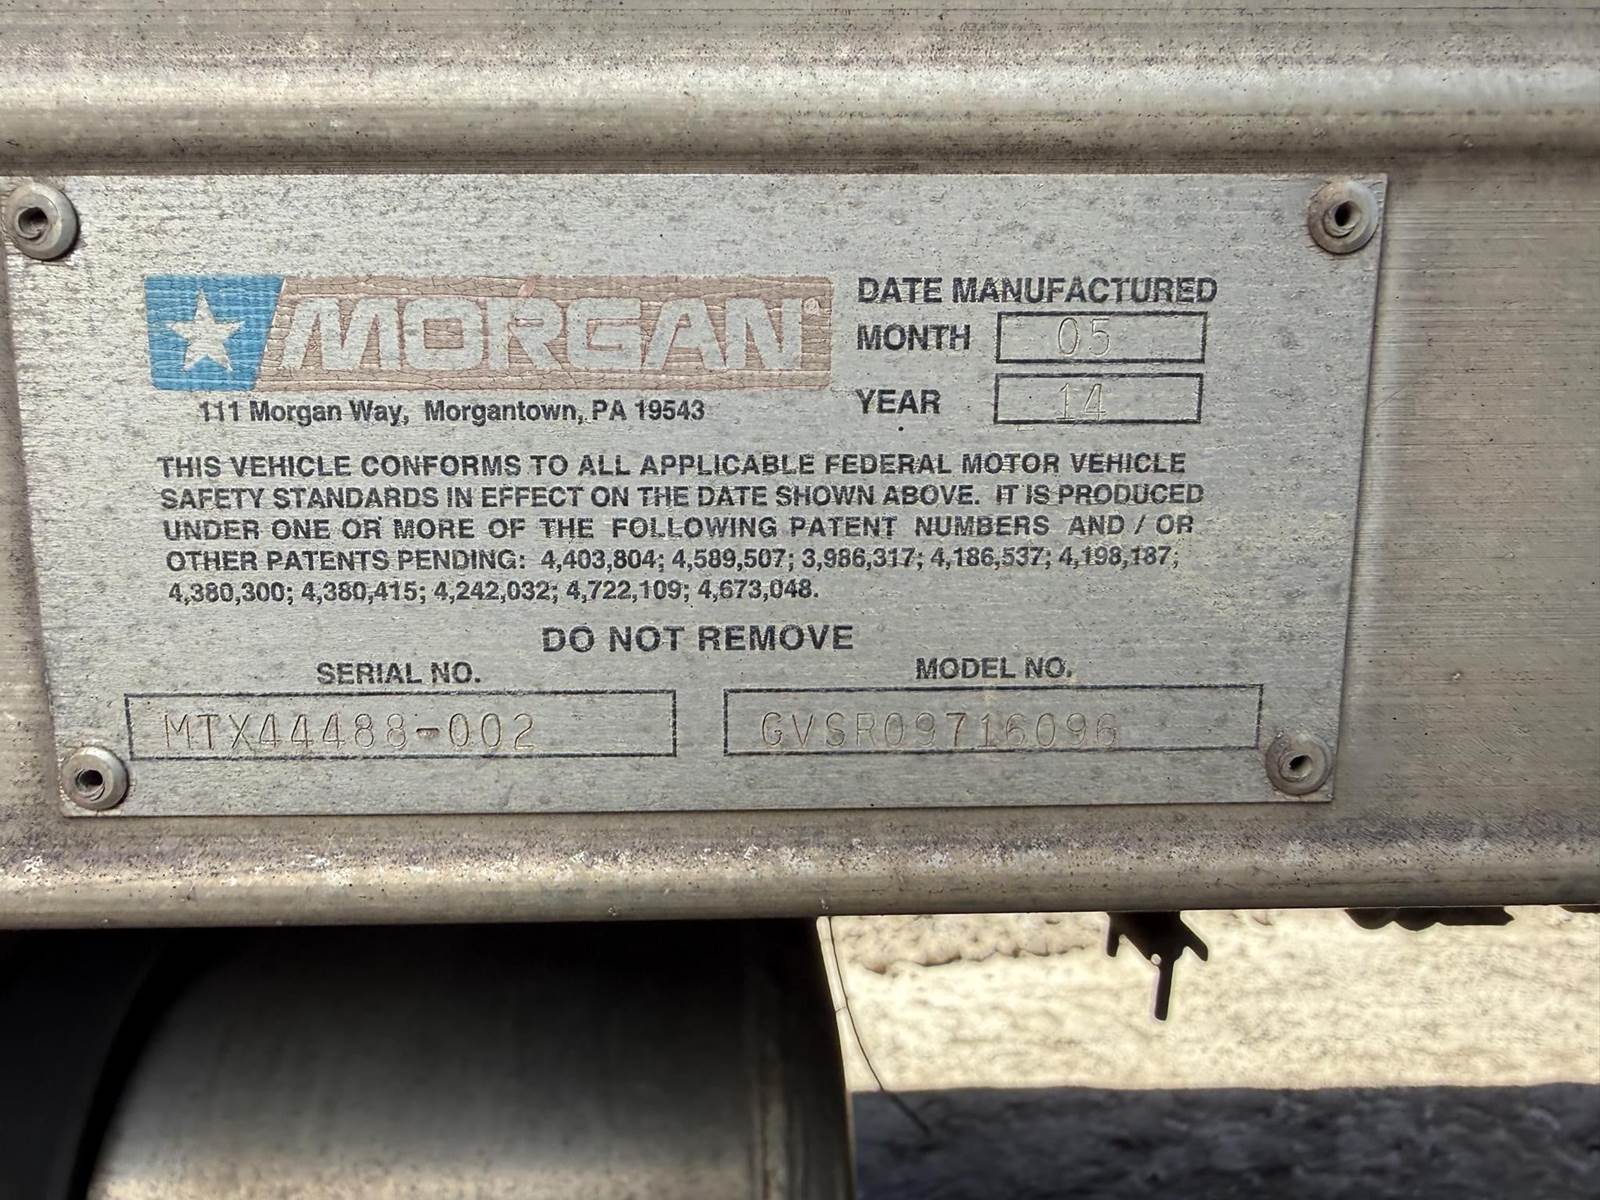 MORGAN®
111 Morgan Way, Morgantown, PA 19543
DATE MANUFACTURED
MONTH 05
YEAR 14
THIS VEHICLE CONFORMS TO ALL APPLICABLE FEDERAL MOTOR VEHICLE
SAFETY STANDARDS IN EFFECT ON THE DATE SHOWN ABOVE. IT IS PRODUCED
UNDER ONE OR MORE OF THE FOLLOWING PATENT NUMBERS AND / OR
OTHER PATENTS PENDING: 4,403,804; 4,589,507; 3,986,317; 4,186,537; 4,198,187;
4,380,300; 4,380,415; 4,242,032; 4,722,109; 4,673,048.
DO NOT REMOVE
SERIAL NO.
MTX44488-002
MODEL NO.
GVSR09716096